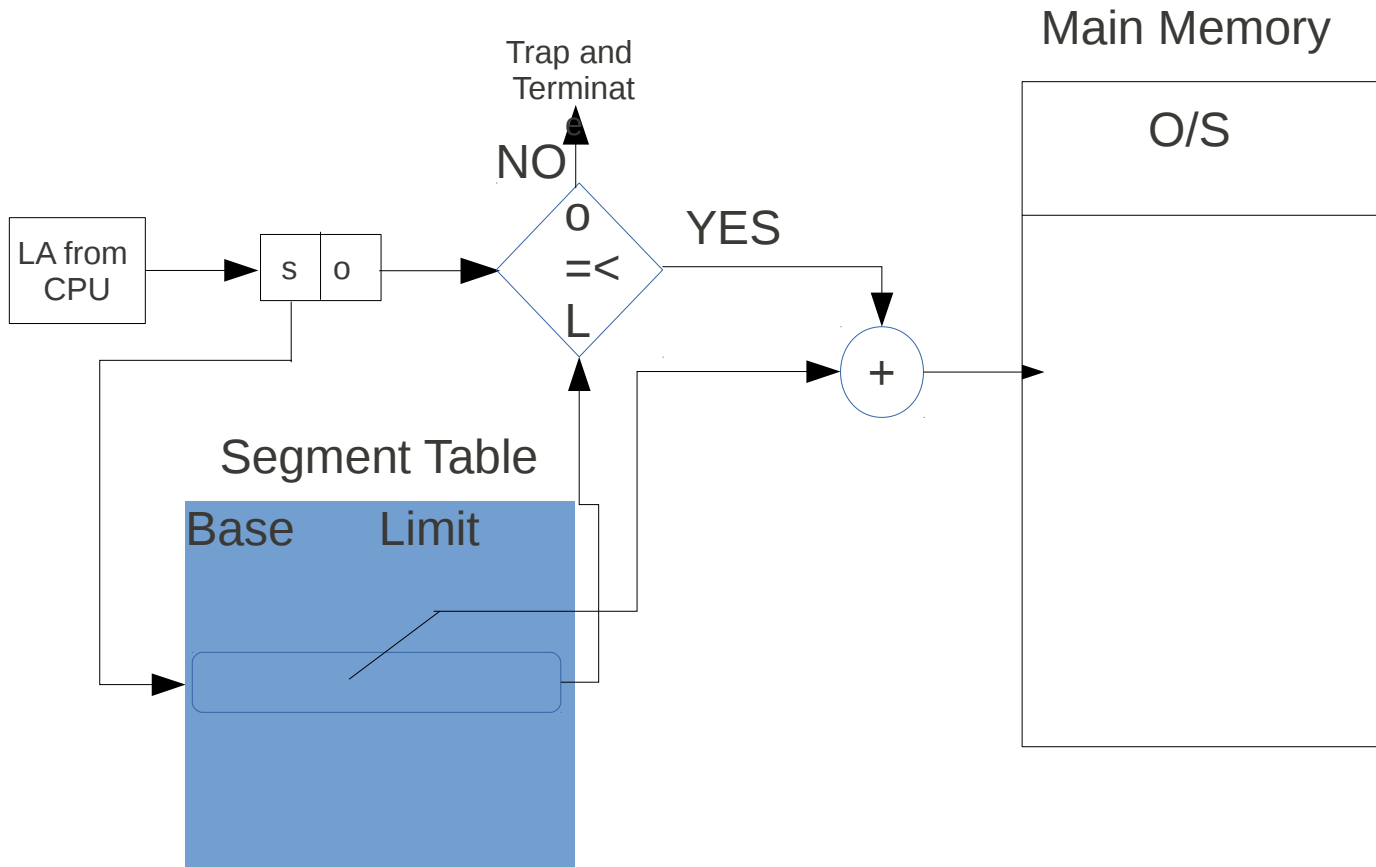 Main Memory
Trap and
Terminat
e
O/S
NO
YES
LA from
CPU
s o
o
=<
L
+
Segment Table
Base Limit